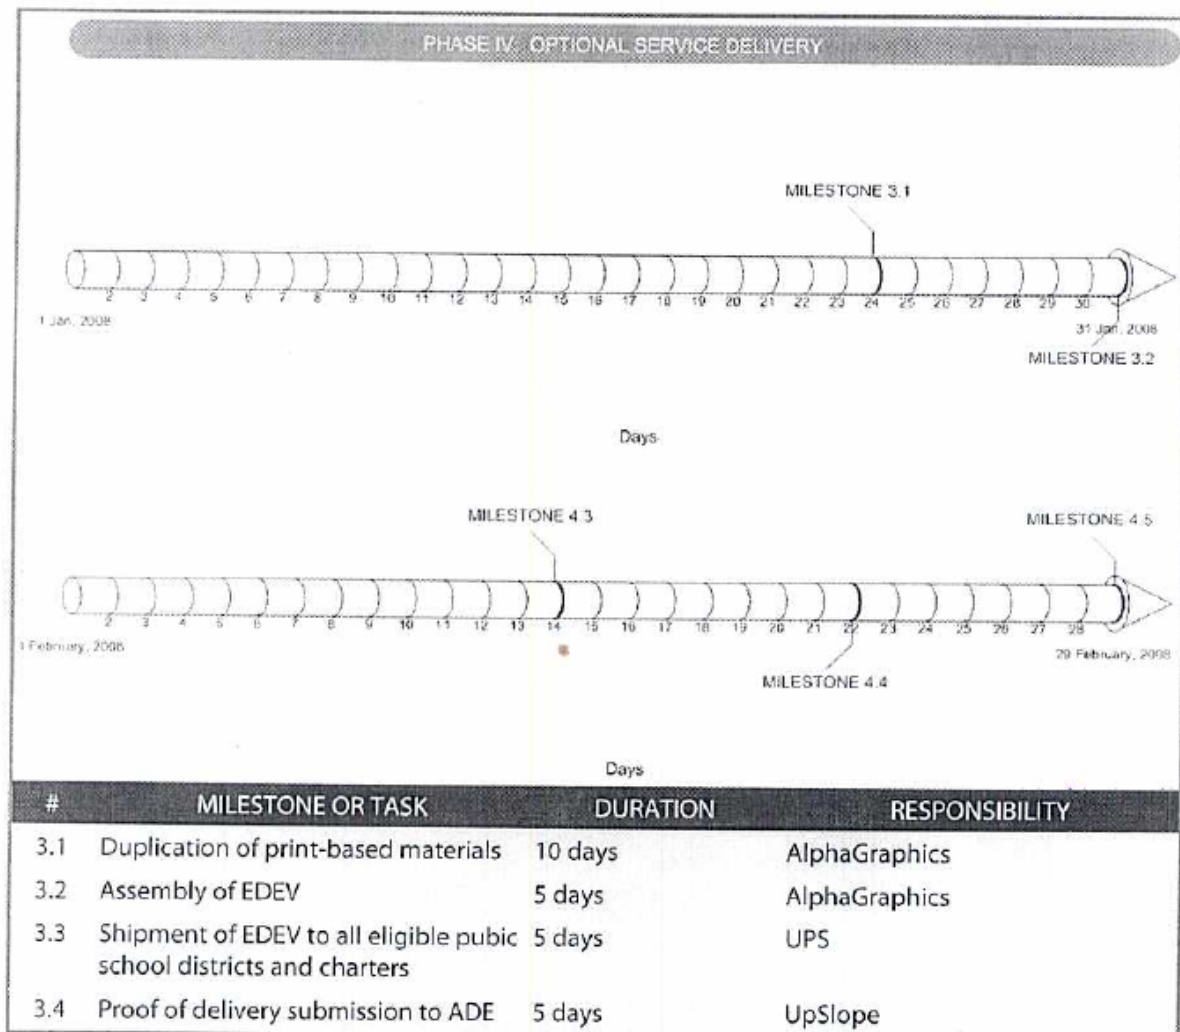 PHASE IV: OPTIONAL SERVICE DELIVERY
MILESTONE 3.1
2 3 4 5 6 7 8 9 10 11 12 13 14 15 16 17 18 19 20 21 22 23 24 25 26 27 28 29 30
1 Jan, 2008
31 Jan, 2008
MILESTONE 3.2
Days
MILESTONE 4.3
MILESTONE 4.5
2 3 4 5 6 7 8 9 10 11 12 13 14 15 16 17 18 19 20 21 22 23 24 25 26 27 28
1 February, 2008
29 February, 2008
MILESTONE 4.4
Days
# MILESTONE OR TASK DURATION RESPONSIBILITY
3.1 Duplication of print-based materials 10 days AlphaGraphics
3.2 Assembly of EDEV 5 days AlphaGraphics
3.3 Shipment of EDEV to all eligible pubic 5 days UPS
school districts and charters
3.4 Proof of delivery submission to ADE 5 days UpSlope